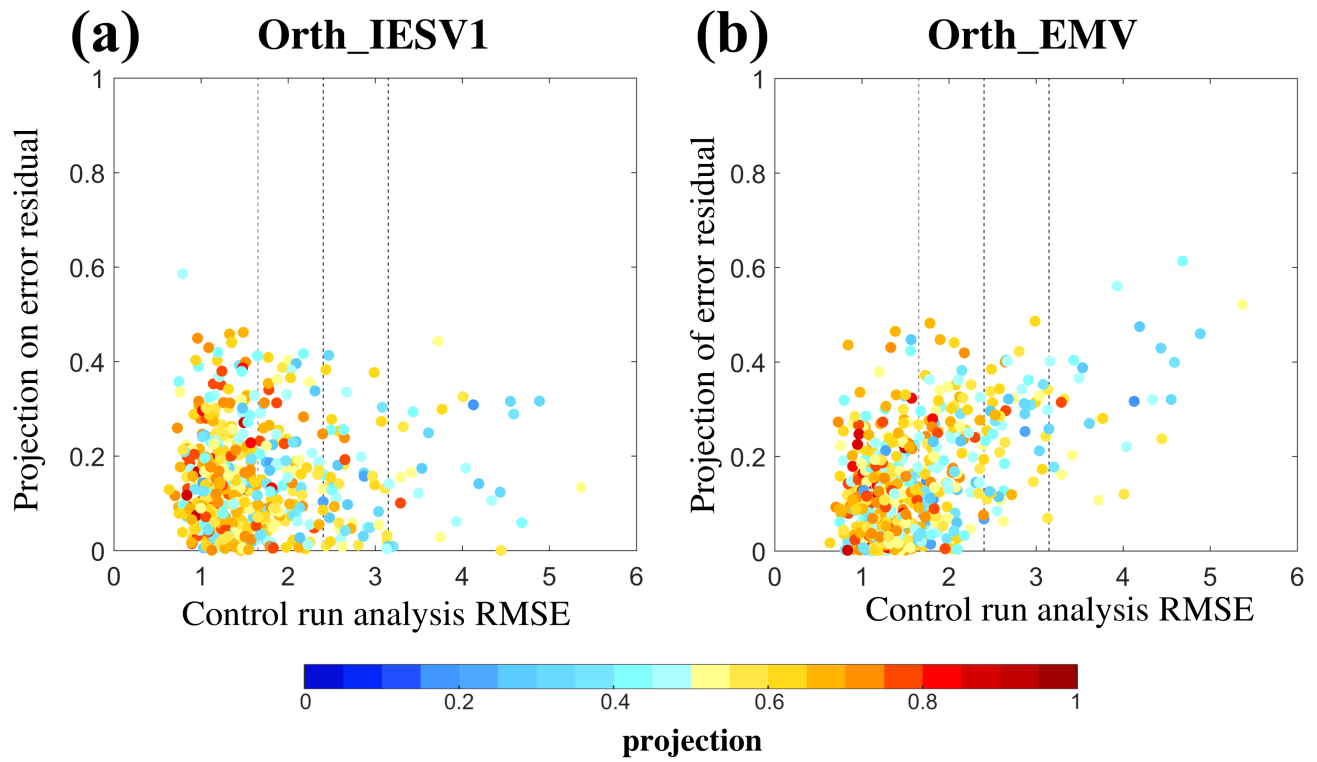 (a) Orth_IESV1
Projection on error residual
1
0.8
0.6
0.4
0.2
0
0 1 2 3 4 5 6
Control run analysis RMSE
(b) Orth_EMV
Projection of error residual
1
0.8
0.6
0.4
0.2
0
0 1 2 3 4 5 6
Control run analysis RMSE
0 0.2 0.4 0.6 0.8 1
projection